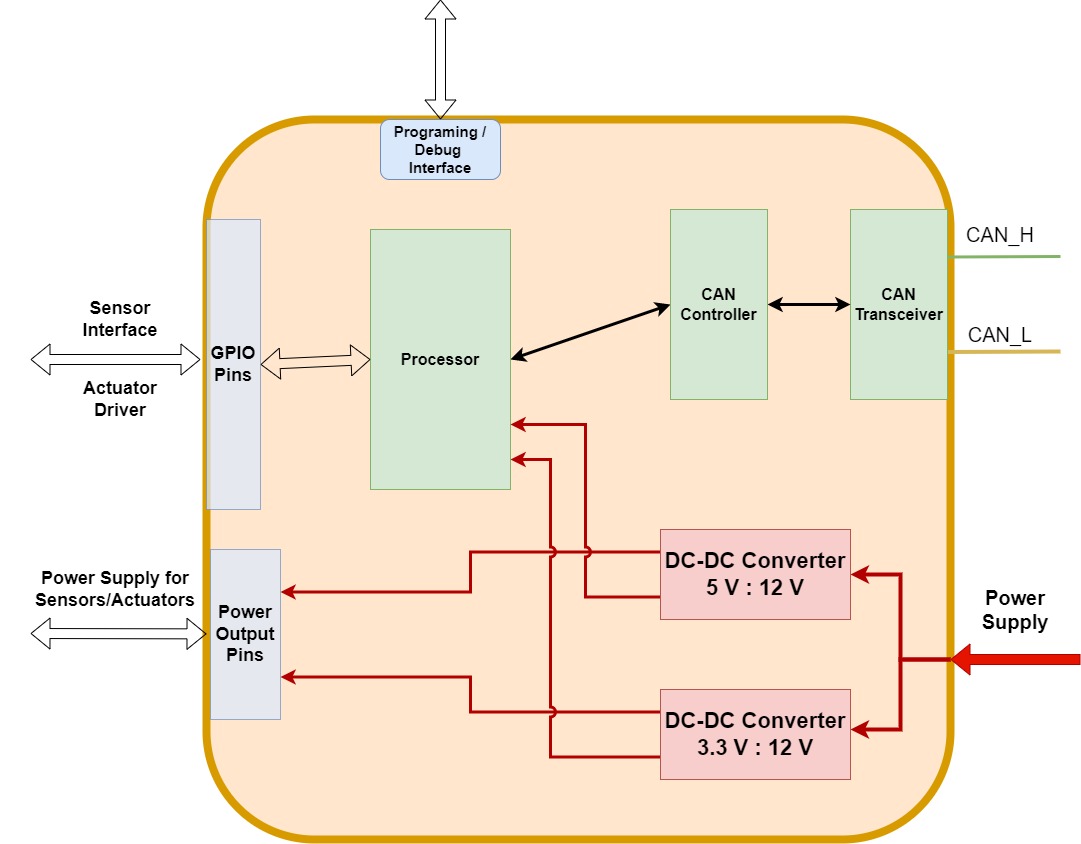 Programing /
Debug
Interface
CAN_H
CAN_L
CAN
Controller
CAN
Transceiver
Sensor
Interface
Actuator
Driver
GPIO
Pins
Processor
Power Supply for
Sensors/Actuators
Power
Output
Pins
DC-DC Converter
5 V : 12 V
Power
Supply
DC-DC Converter
3.3 V : 12 V